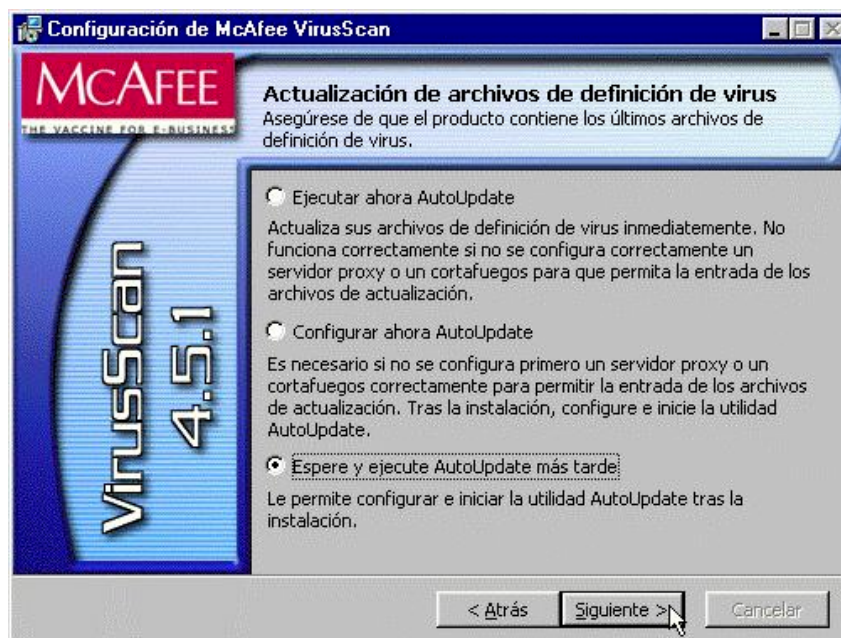 Configuración de McAfee VirusScan
McAFEE
THE VACCINE FOR E-BUSINESS
Actualización de archivos de definición de virus
Asegúrese de que el producto contiene los últimos archivos de
definición de virus.
VirusScan
4.5.1
Ejecutar ahora AutoUpdate
Actualiza sus archivos de definición de virus inmediatamente. No
funciona correctamente si no se configura correctamente un
servidor proxy o un cortafuegos para que permita la entrada de los
archivos de actualización.
Configurar ahora AutoUpdate
Es necesario si no se configura primero un servidor proxy o un
cortafuegos correctamente para permitir la entrada de los archivos
de actualización. Tras la instalación, configure e inicie la utilidad
AutoUpdate.
Espere y ejecute AutoUpdate más tarde
Le permite configurar e iniciar la utilidad AutoUpdate tras la
instalación.
< Atrás Siguiente > Cancelar